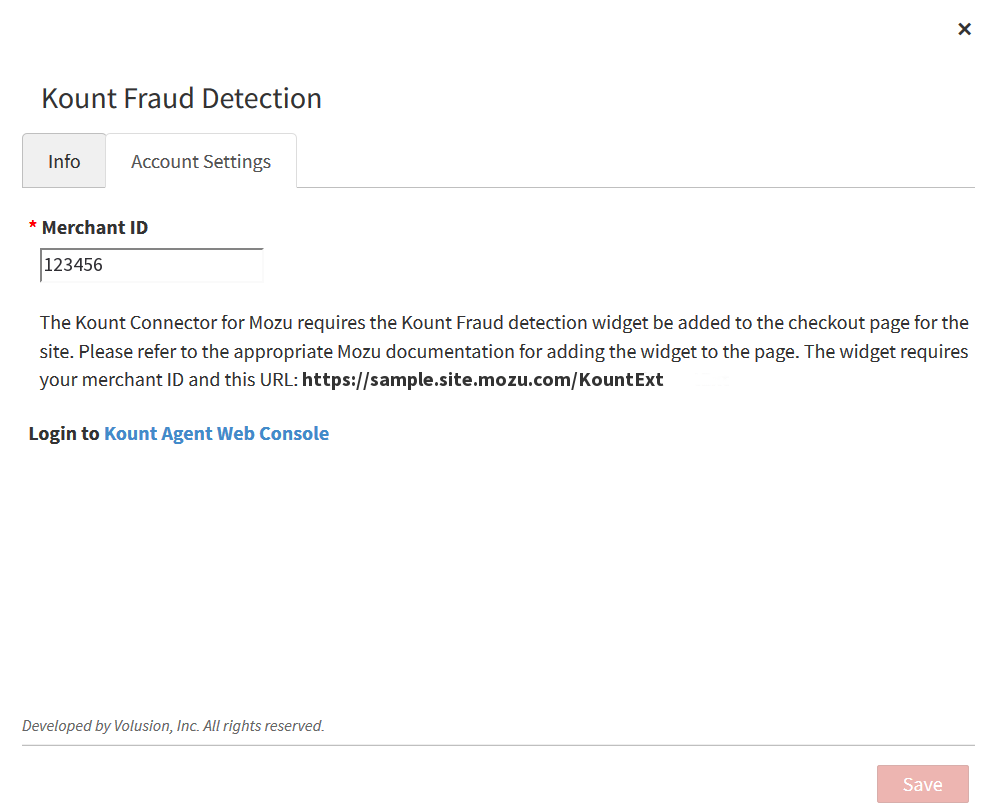 ×
Kount Fraud Detection
Info
Account Settings
* Merchant ID
123456
The Kount Connector for Mozu requires the Kount Fraud detection widget be added to the checkout page for the
site. Please refer to the appropriate Mozu documentation for adding the widget to the page. The widget requires
your merchant ID and this URL: https://sample.site.mozu.com/KountExt
Login to Kount Agent Web Console
Developed by Volusion, Inc. All rights reserved.
Save